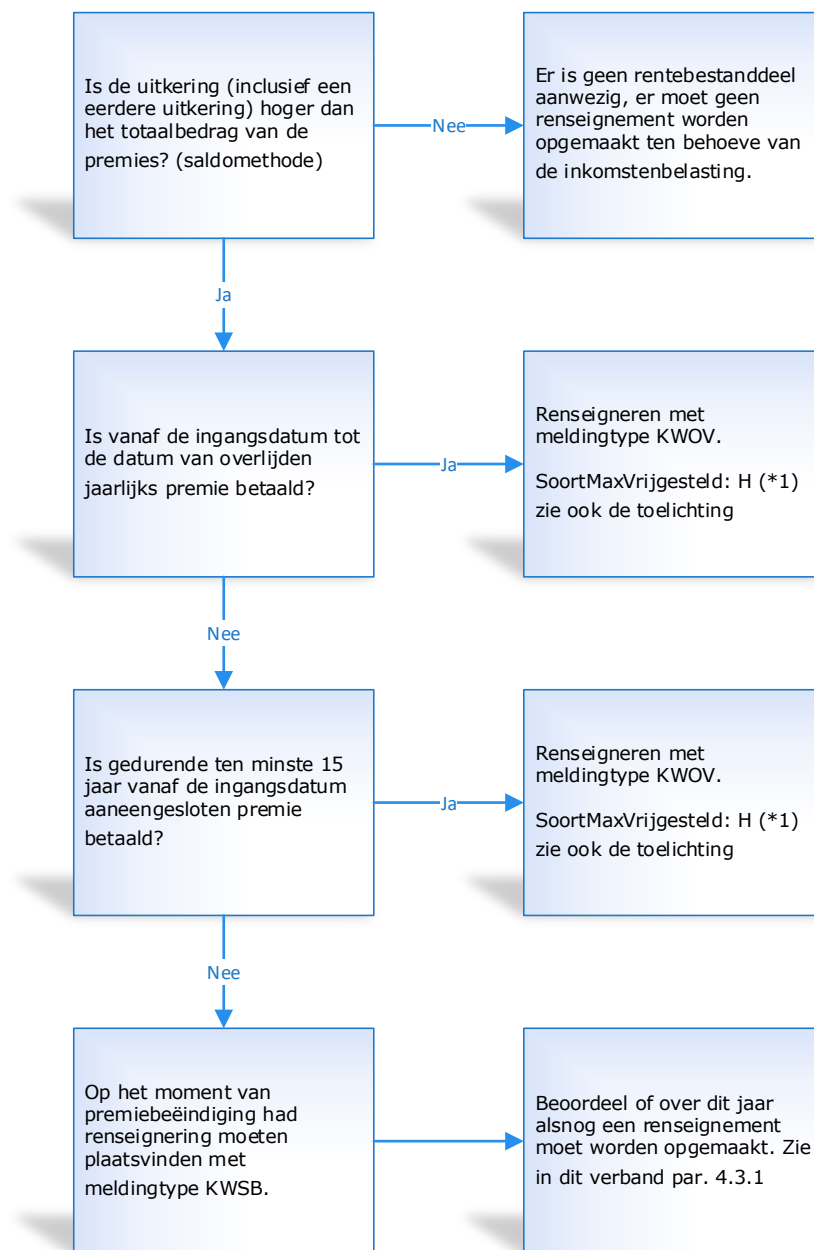 Is de uitkering (inclusief een
eerdere uitkering) hoger dan
het totaalbedrag van de
premies? (saldomethode)
Nee
Er is geen rentebestanddeel
aanwezig, er moet geen
renseignement worden
opgemaakt ten behoeve van
de inkomstenbelasting.
Ja
Is vanaf de ingangsdatum tot
de datum van overlijden
jaarlijks premie betaald?
Ja
Renseigneren met
meldingtype KWOV.
SoortMaxVrijgesteld: H (*1)
zie ook de toelichting
Nee
Is gedurende ten minste 15
jaar vanaf de ingangsdatum
aaneengesloten premie
betaald?
Ja
Renseigneren met
meldingtype KWOV.
SoortMaxVrijgesteld: H (*1)
zie ook de toelichting
Nee
Op het moment van
premiebeëindiging had
renseignering moeten
plaatsvinden met
meldingtype KWSB.
Beoordeel of over dit jaar
alsnog een renseignement
moet worden opgemaakt. Zie
in dit verband par. 4.3.1